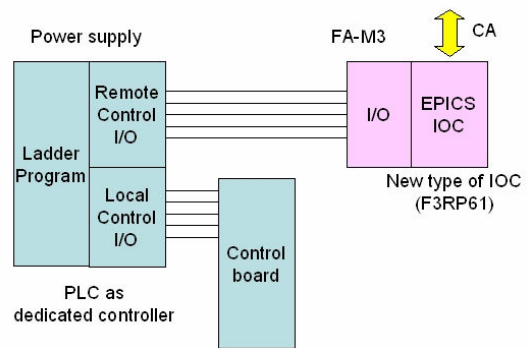 Power supply
FA-M3
CA
Remote
Control
I/O
Ladder
Program
Local
Control
I/O
I/O
EPICS
IOC
New type of IOC
(F3RP61)
Control
board
PLC as
dedicated controller